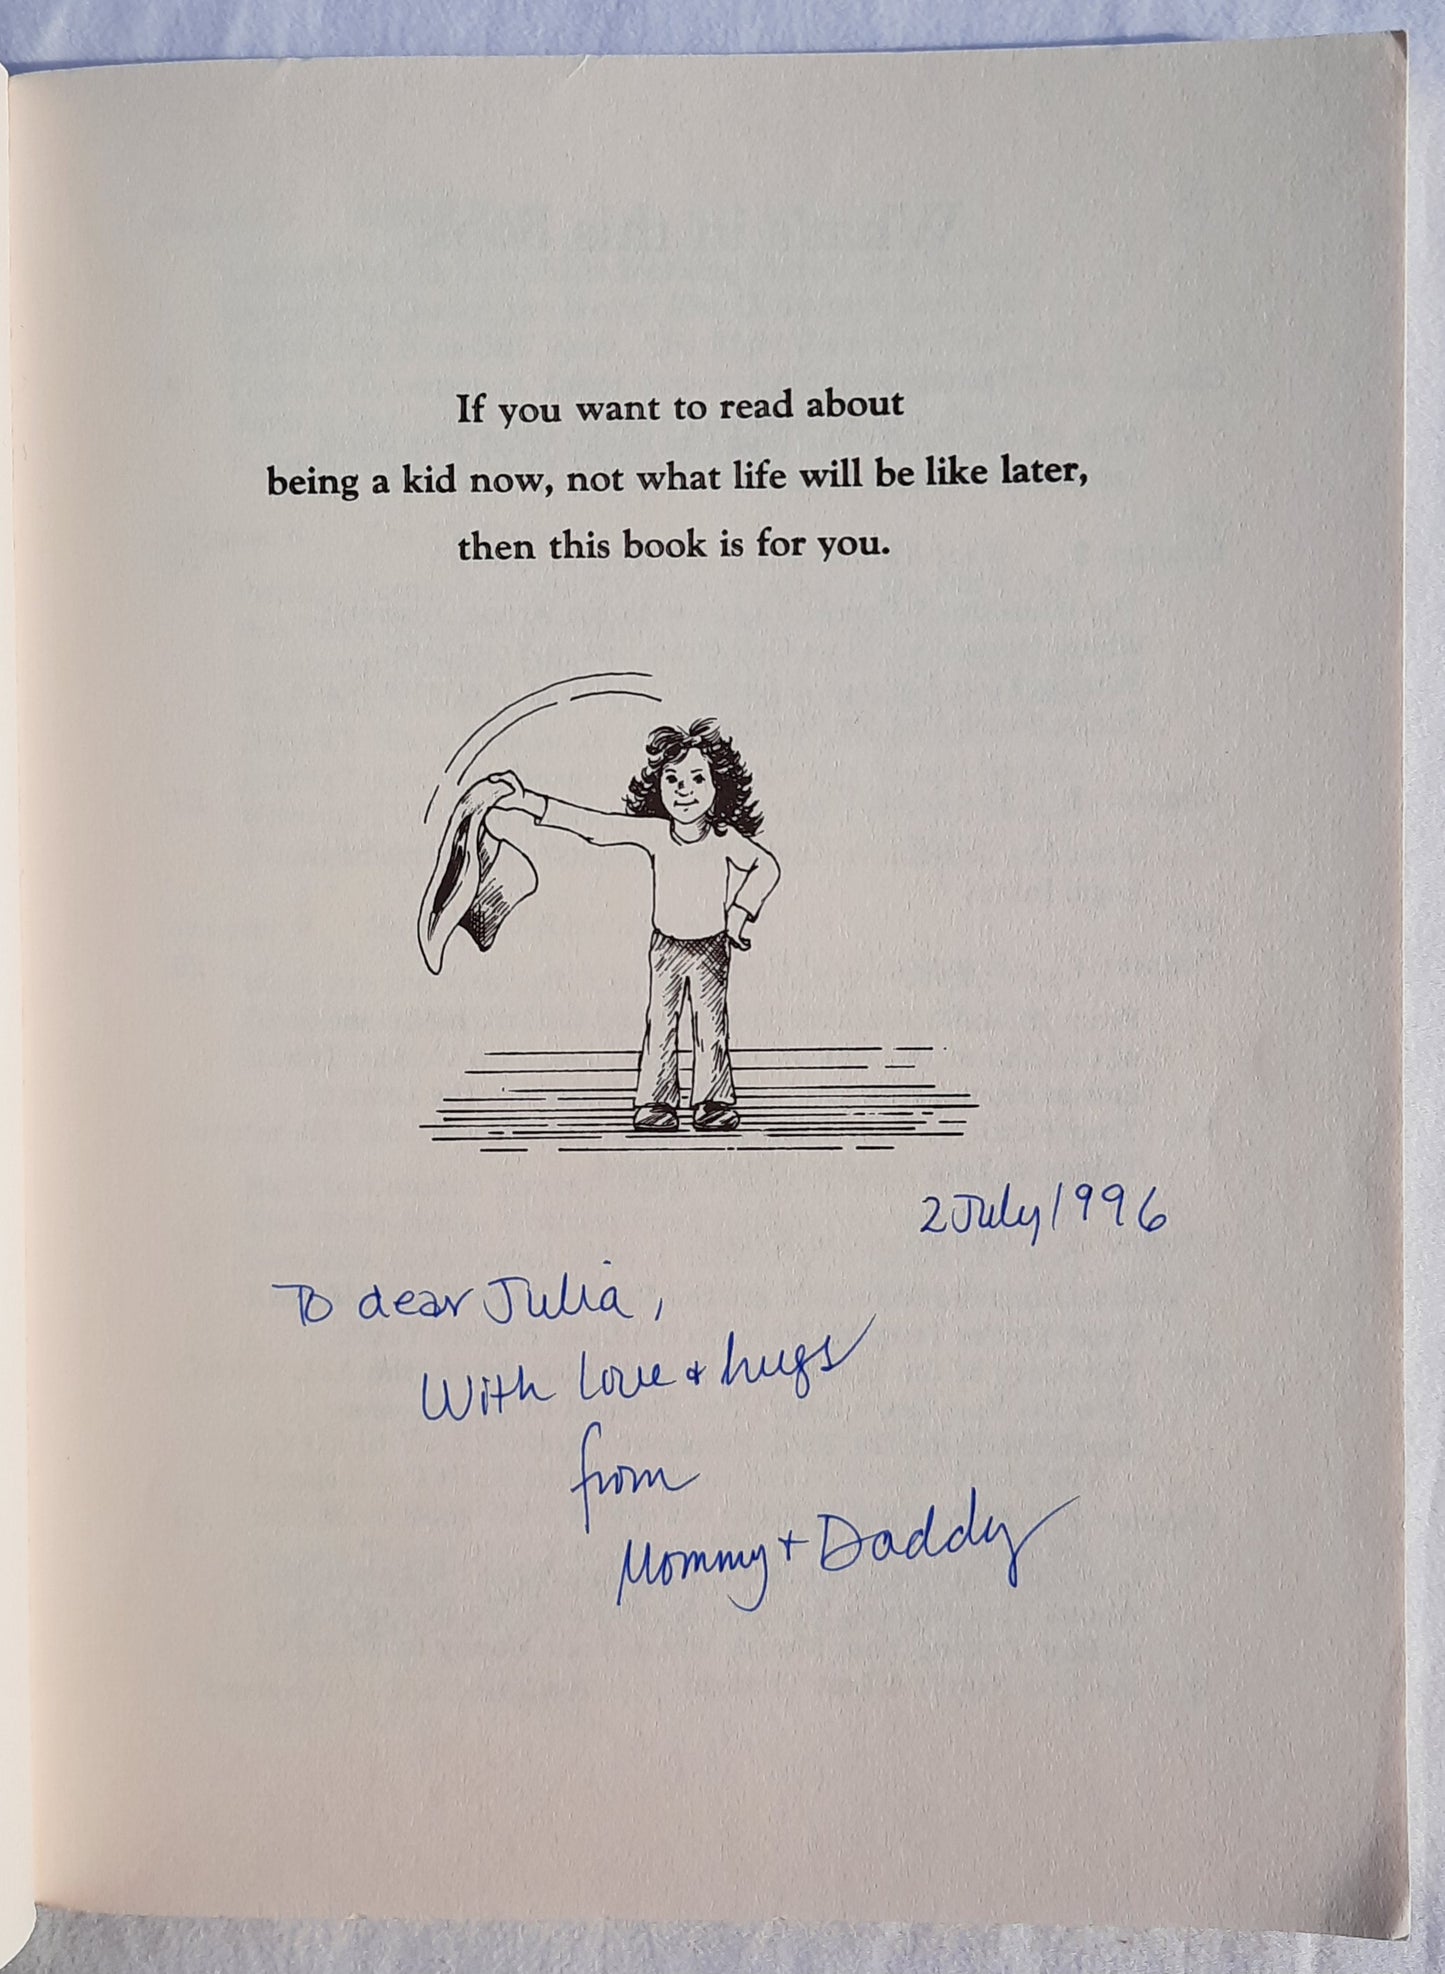 If you want to read about
being a kid now, not what life will be like later,
then this book is for you.
2 July 1996
To dear Julia,
With love + hugs
from
Mommy + Daddy